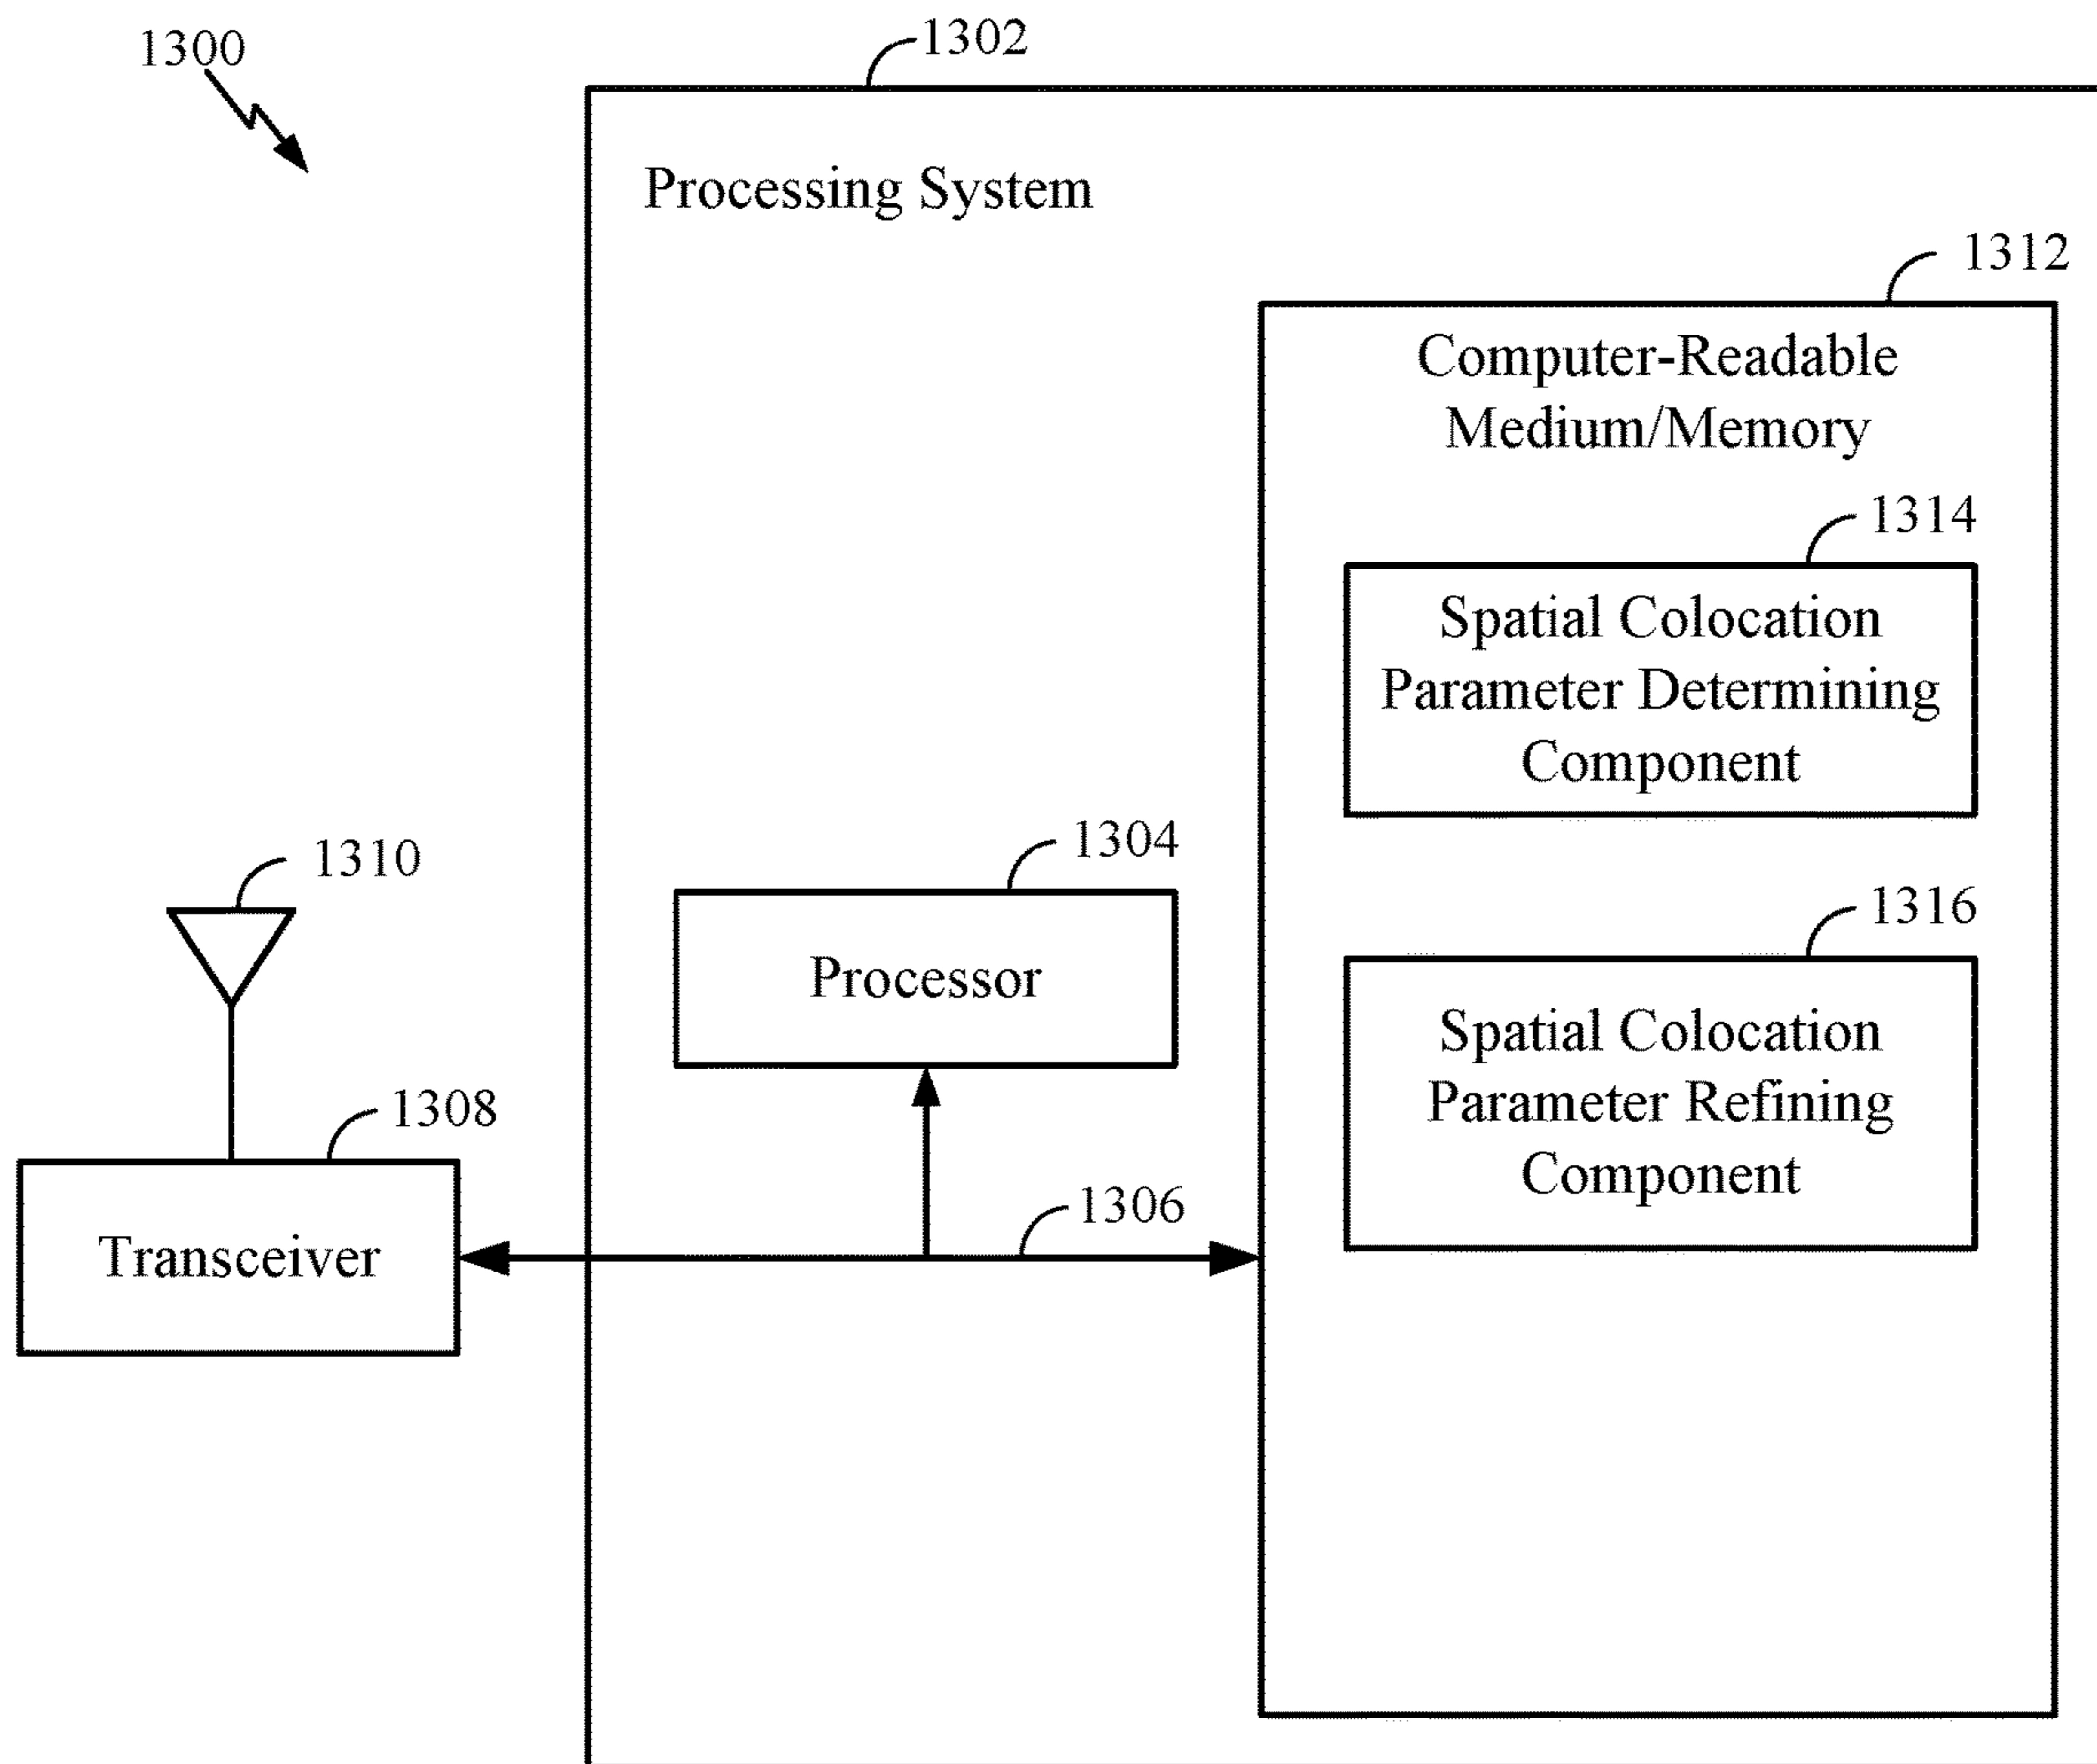 1300
1302
Processing System
1312
Computer-Readable
Medium/Memory
1314
Spatial Colocation
Parameter Determining
Component
1304
Processor
1310
1316
Spatial Colocation
Parameter Refining
Component
1308
Transceiver
1306